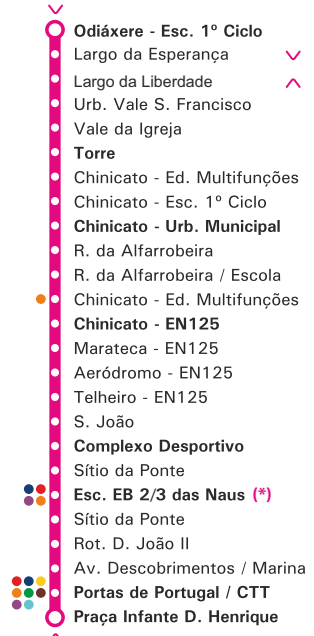 Odiáxere - Esc. 1º Ciclo
Largo da Esperança
Largo da Liberdade
Urb. Vale S. Francisco
Vale da Igreja
Torre
Chinicato - Ed. Multifunções
Chinicato - Esc. 1º Ciclo
Chinicato - Urb. Municipal
R. da Alfarrobeira
R. da Alfarrobeira / Escola
Chinicato - Ed. Multifunções
Chinicato - EN125
Marateca - EN125
Aeródromo - EN125
Telheiro - EN125
S. João
Complexo Desportivo
Sítio da Ponte
Esc. EB 2/3 das Naus (*)
Sítio da Ponte
Rot. D. João II
Av. Descobrimentos / Marina
Portas de Portugal / CTT
Praça Infante D. Henrique